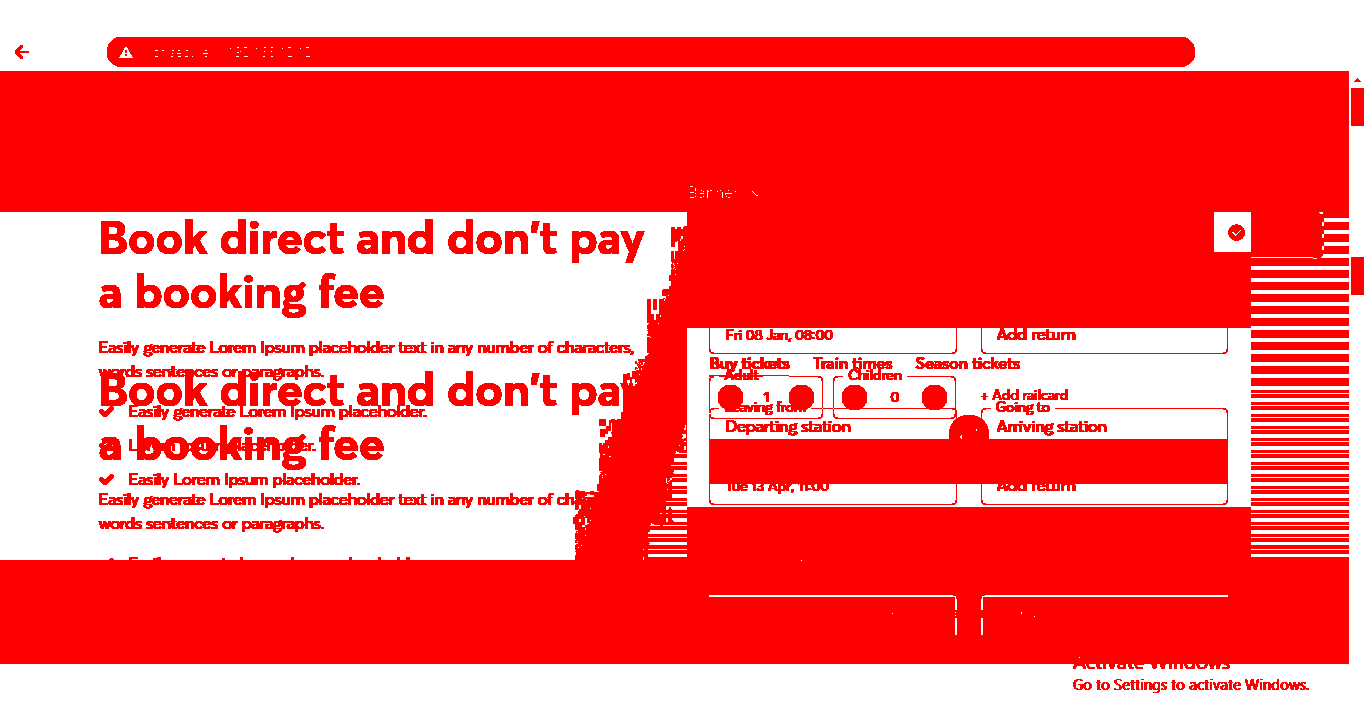 Banner
Book direct and don't pay
a booking fee
Easily generate Lorem Ipsum placeholder text in any number of characters,
words sentences or paragraphs.
Book direct and don't pay
Easily generate Lorem Ipsum placeholder.
a booking fee
Easily Lorem Ipsum placeholder.
Easily generate Lorem Ipsum placeholder text in any number of
words sentences or paragraphs.
Fri 08 Jan, 08:00
Add return
Buy tickets Train times Season tickets
Adult
Children
1
0
+ Add railcard
Leaving from
Going to
Departing station
Arriving station
Tue 13 Apr, 11:00
Add return
Activate Windows
Go to Settings to activate Windows.